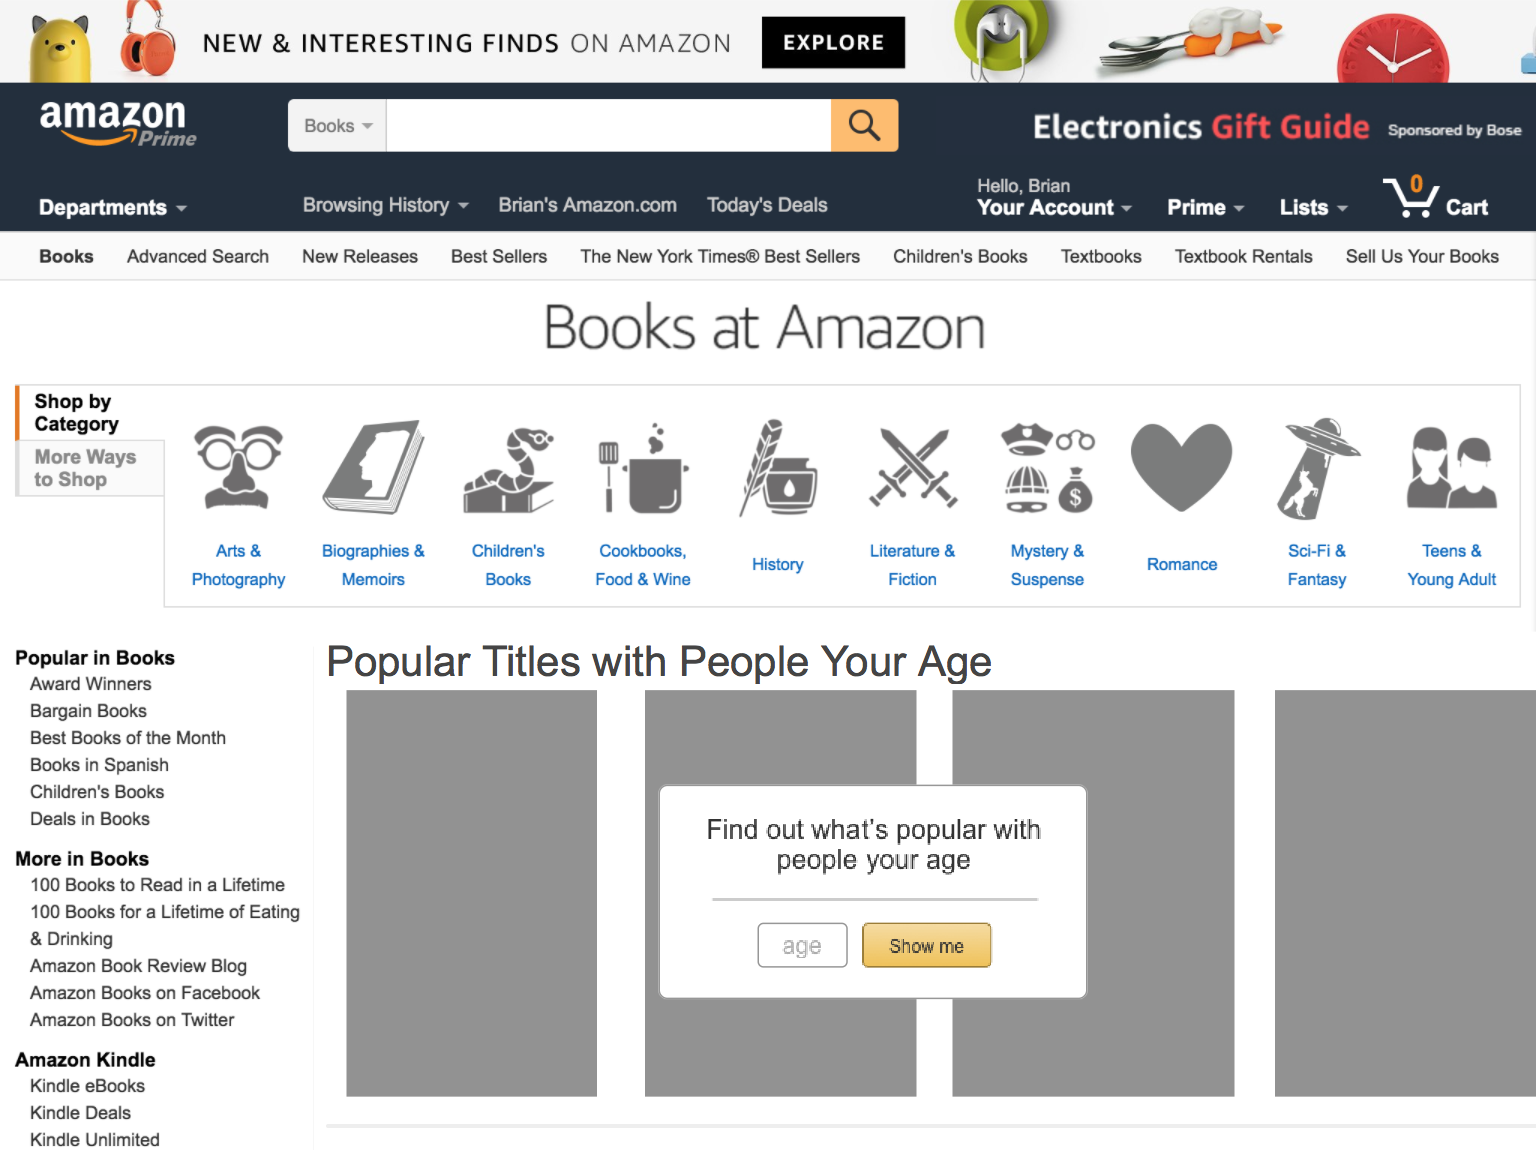 NEW & INTERESTING FINDS ON AMAZON
EXPLORE
amazon
Prime
Books
Electronics Gift Guide
Sponsored by Bose
Departments
Browsing History
Brian's Amazon.com
Today's Deals
Hello, Brian
Your Account
Prime
Lists
0
Cart
Books
Advanced Search
New Releases
Best Sellers
The New York Times® Best Sellers
Children's Books
Textbooks
Textbook Rentals
Sell Us Your Books
Books at Amazon
Shop by
Category
More Ways
to Shop
$
Arts &
Photography
Biographies &
Memoirs
Children's
Books
Cookbooks,
Food & Wine
History
Literature &
Fiction
Mystery &
Suspense
Romance
Sci-Fi &
Fantasy
Teens &
Young Adult
Popular in Books
Award Winners
Bargain Books
Best Books of the Month
Books in Spanish
Children's Books
Deals in Books
More in Books
100 Books to Read in a Lifetime
100 Books for a Lifetime of Eating
& Drinking
Amazon Book Review Blog
Amazon Books on Facebook
Amazon Books on Twitter
Amazon Kindle
Kindle eBooks
Kindle Deals
Kindle Unlimited
Popular Titles with People Your Age
Find out what's popular with
people your age
age
Show me